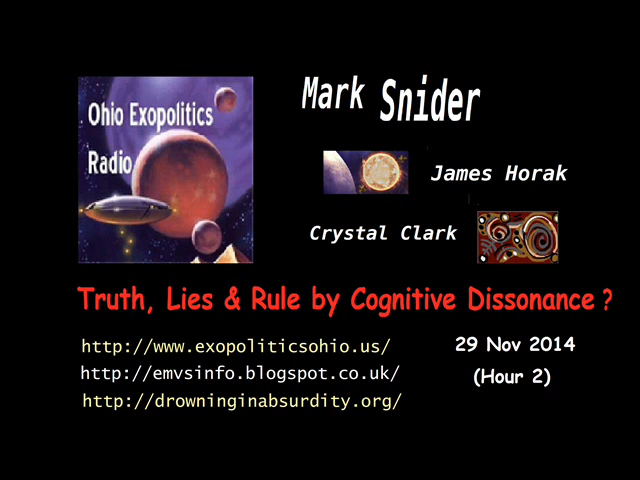 Ohio Exopolitics
Radio
Mark Snider
James Horak
Crystal Clark
Truth, Lies & Rule by Cognitive Dissonance ?
http://www.exopoliticsohio.us/
http://emvsinfo.blogspot.co.uk/
http://drowninginabsurdity.org/
29 Nov 2014
(Hour 2)